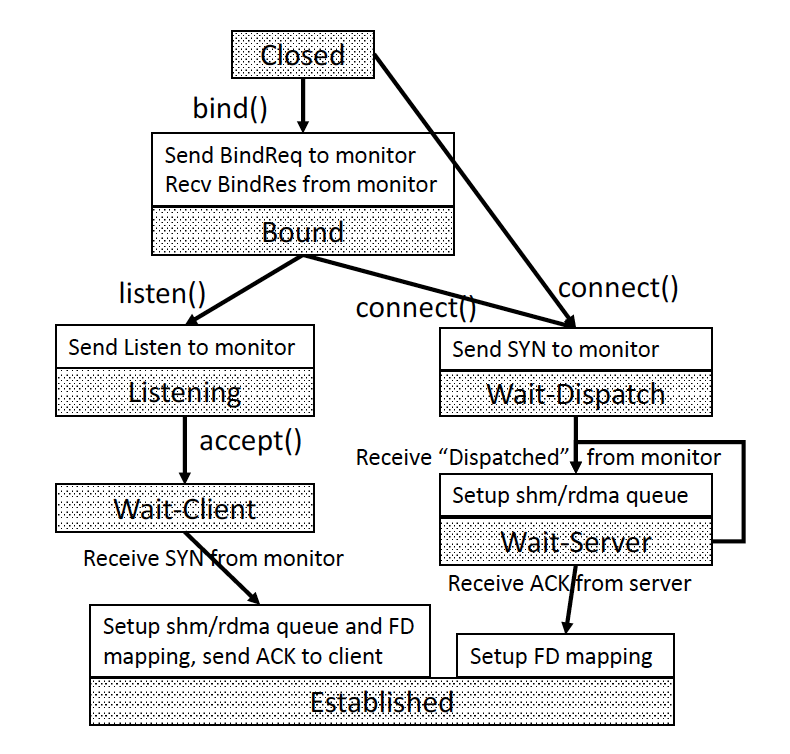 Closed
bind()
Send BindReq to monitor
Recv BindRes from monitor
Bound
listen()
connect()
connect()
Send Listen to monitor
Listening
Send SYN to monitor
Wait-Dispatch
accept()
Receive “Dispatched” from monitor
Setup shm/rdma queue
Wait-Server
Wait-Client
Receive SYN from monitor
Receive ACK from server
Setup shm/rdma queue and FD
mapping, send ACK to client
Setup FD mapping
Established